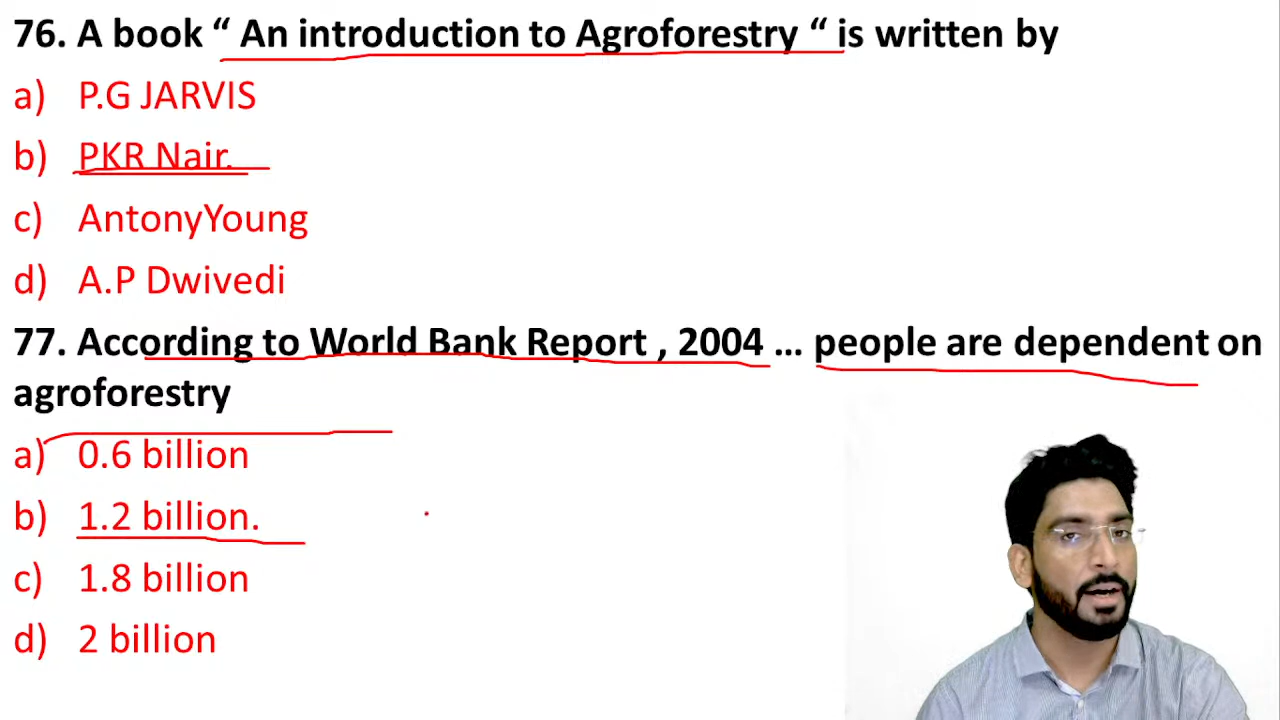 76. A book “ An introduction to Agroforestry “ is written by
a) P.G JARVIS
b) PKR Nair.
c) AntonyYoung
d) A.P Dwivedi
77. According to World Bank Report , 2004 ... people are dependent on
agroforestry
a) 0.6 billion
b) 1.2 billion.
c) 1.8 billion
d) 2 billion